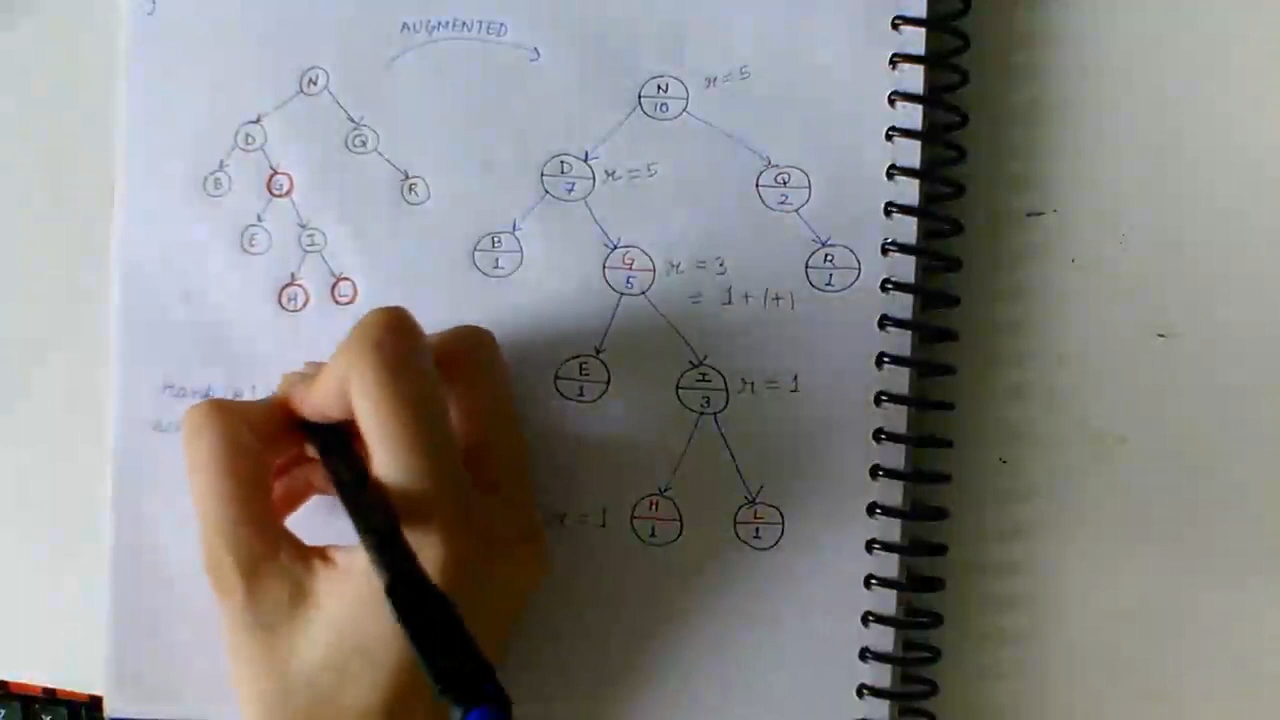 AUGMENTED
N
D
Q
B
G
R
E
I
H
L
N
10
r = 5
D
7
r = 5
Q
2
B
1
G
5
r = 3
= 1 + 1 + 1
R
1
E
1
I
3
r = 1
r = 1
H
1
L
1